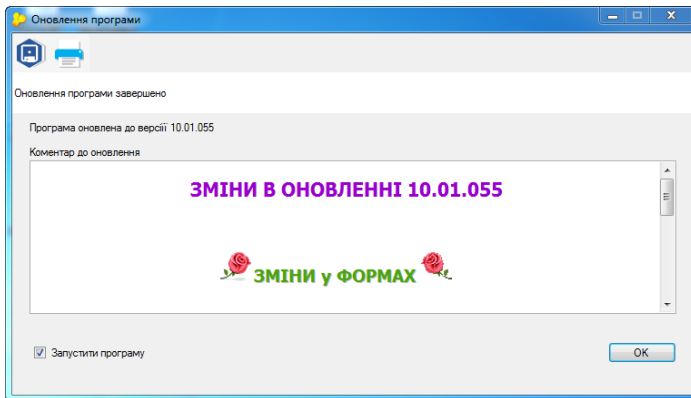 Оновлення програми
Оновлення програми завершено
Програма оновлена до версіїї 10.01.055
Коментар до оновлення
ЗМІНИ В ОНОВЛЕННІ 10.01.055
ЗМІНИ у ФОРМАХ
Запустити програму
OK